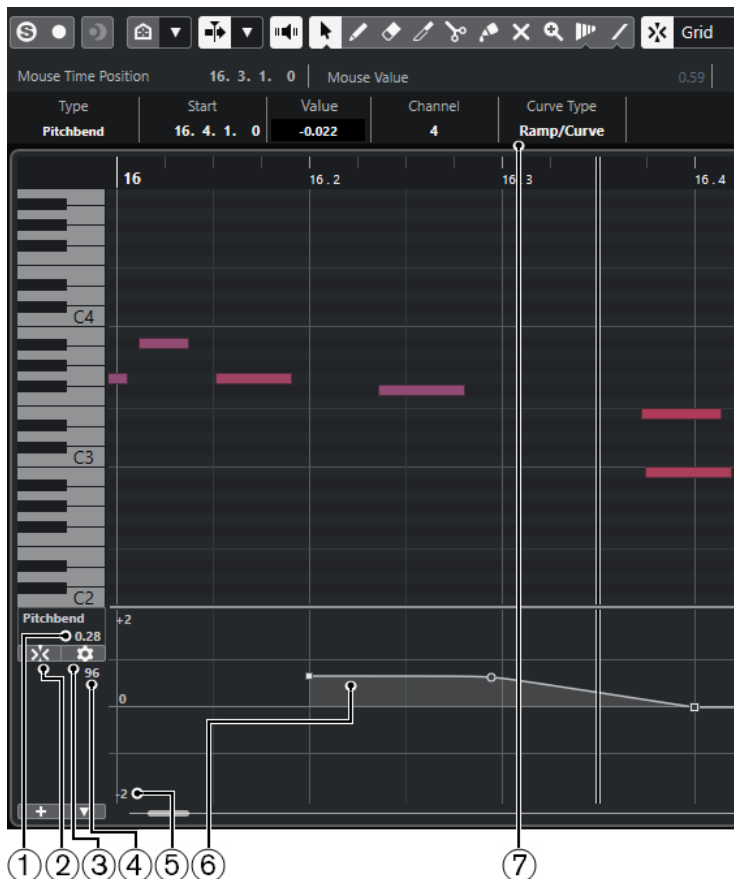 S Grid
Mouse Time Position 16. 3. 1. 0 Mouse Value 0.59
Type Start Value Channel Curve Type
Pitchbend 16. 4. 1. 0 -0.022 4 Ramp/Curve
16 16.2 16.3 16.4
C4
C3
C2
Pitchbend +2
0.28
96
0
-2
+
1 2 3 4 5 6 7